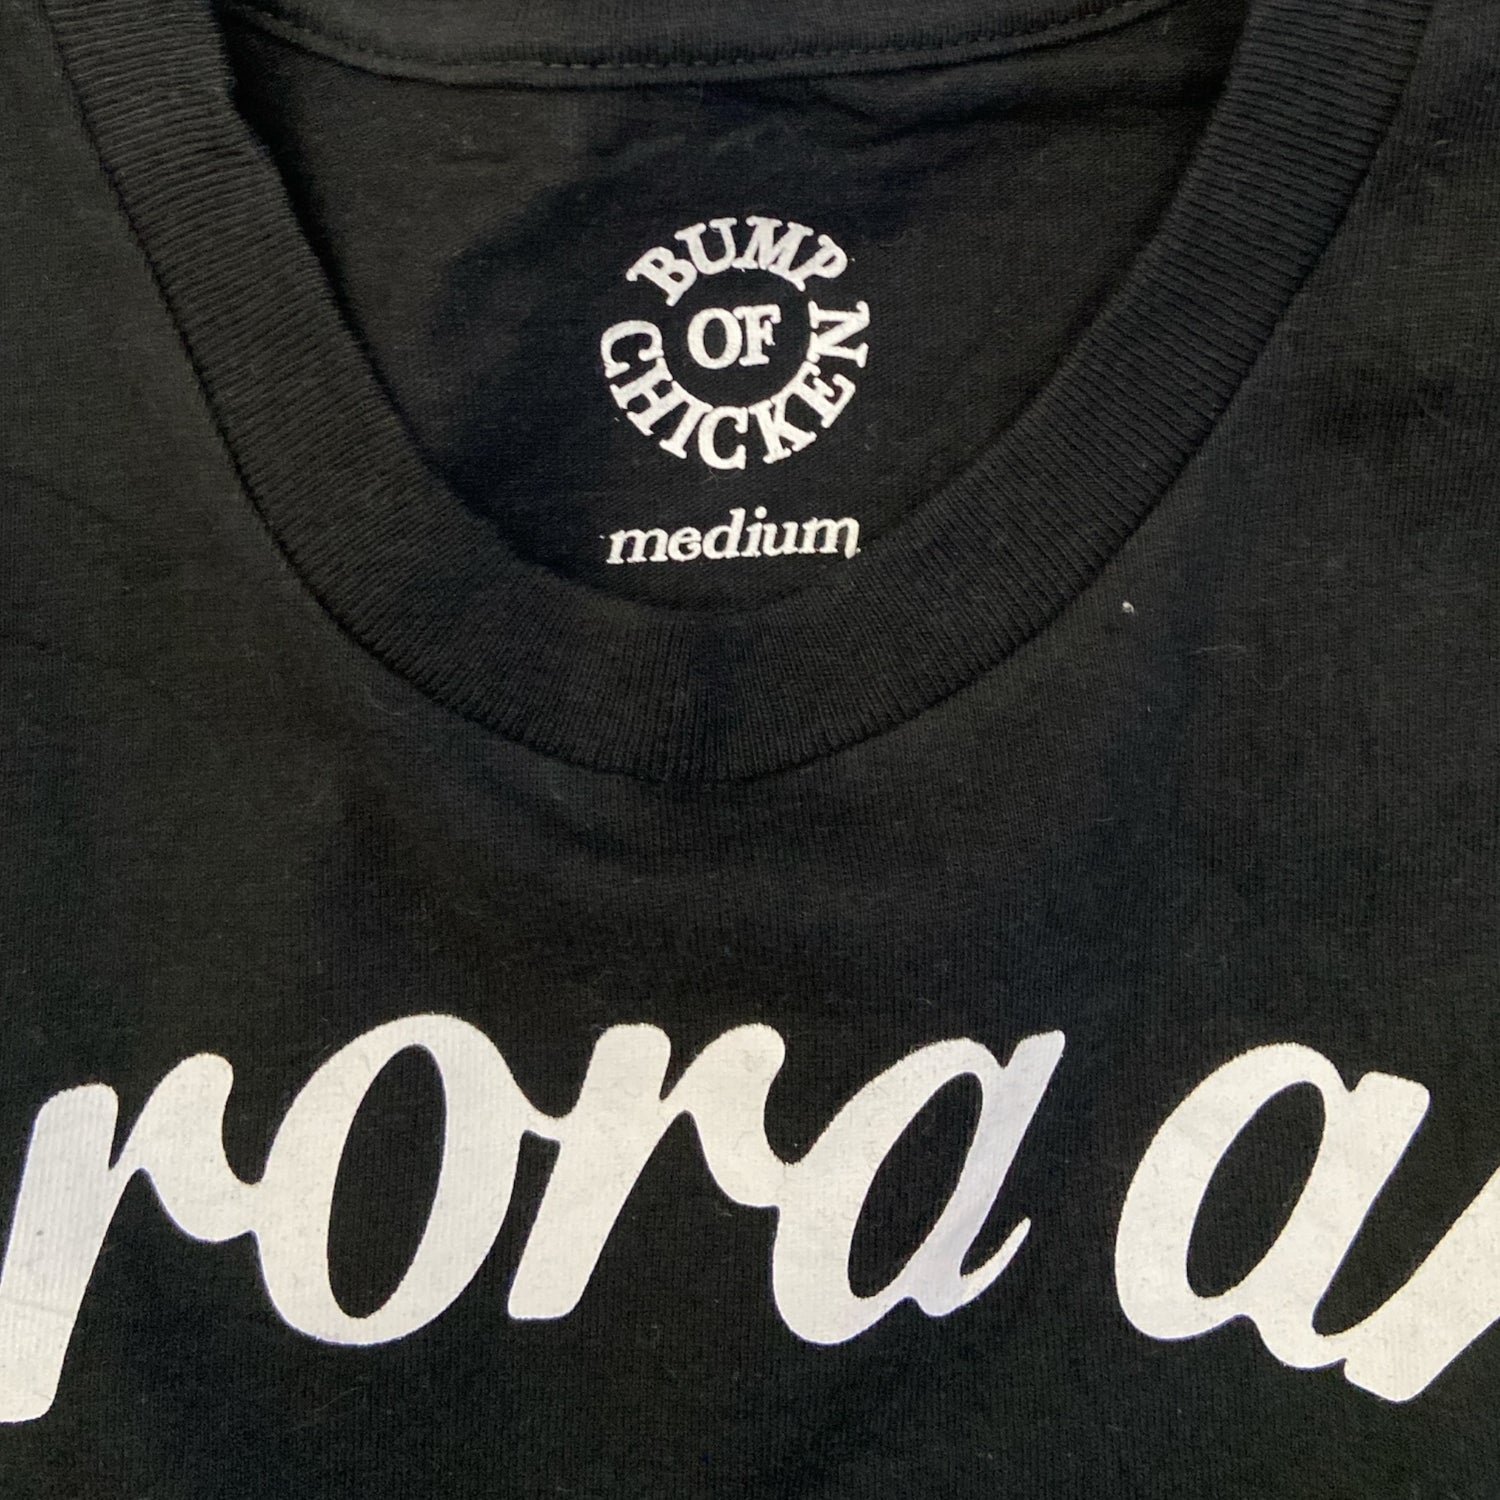 BUMP
OF
CHICKEN
medium
rora a